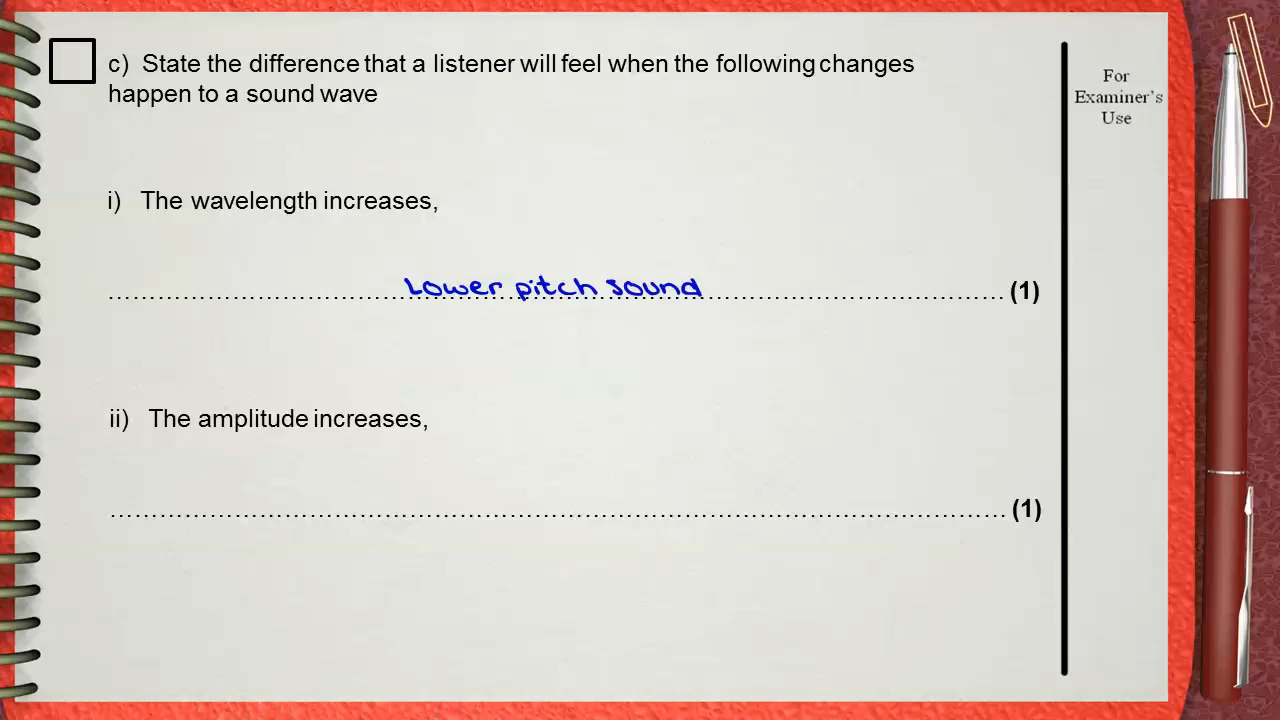 c) State the difference that a listener will feel when the following changes
happen to a sound wave
For
Examiner's
Use
i) The wavelength increases,
Lower pitch sound
(1)
ii) The amplitude increases,
(1)